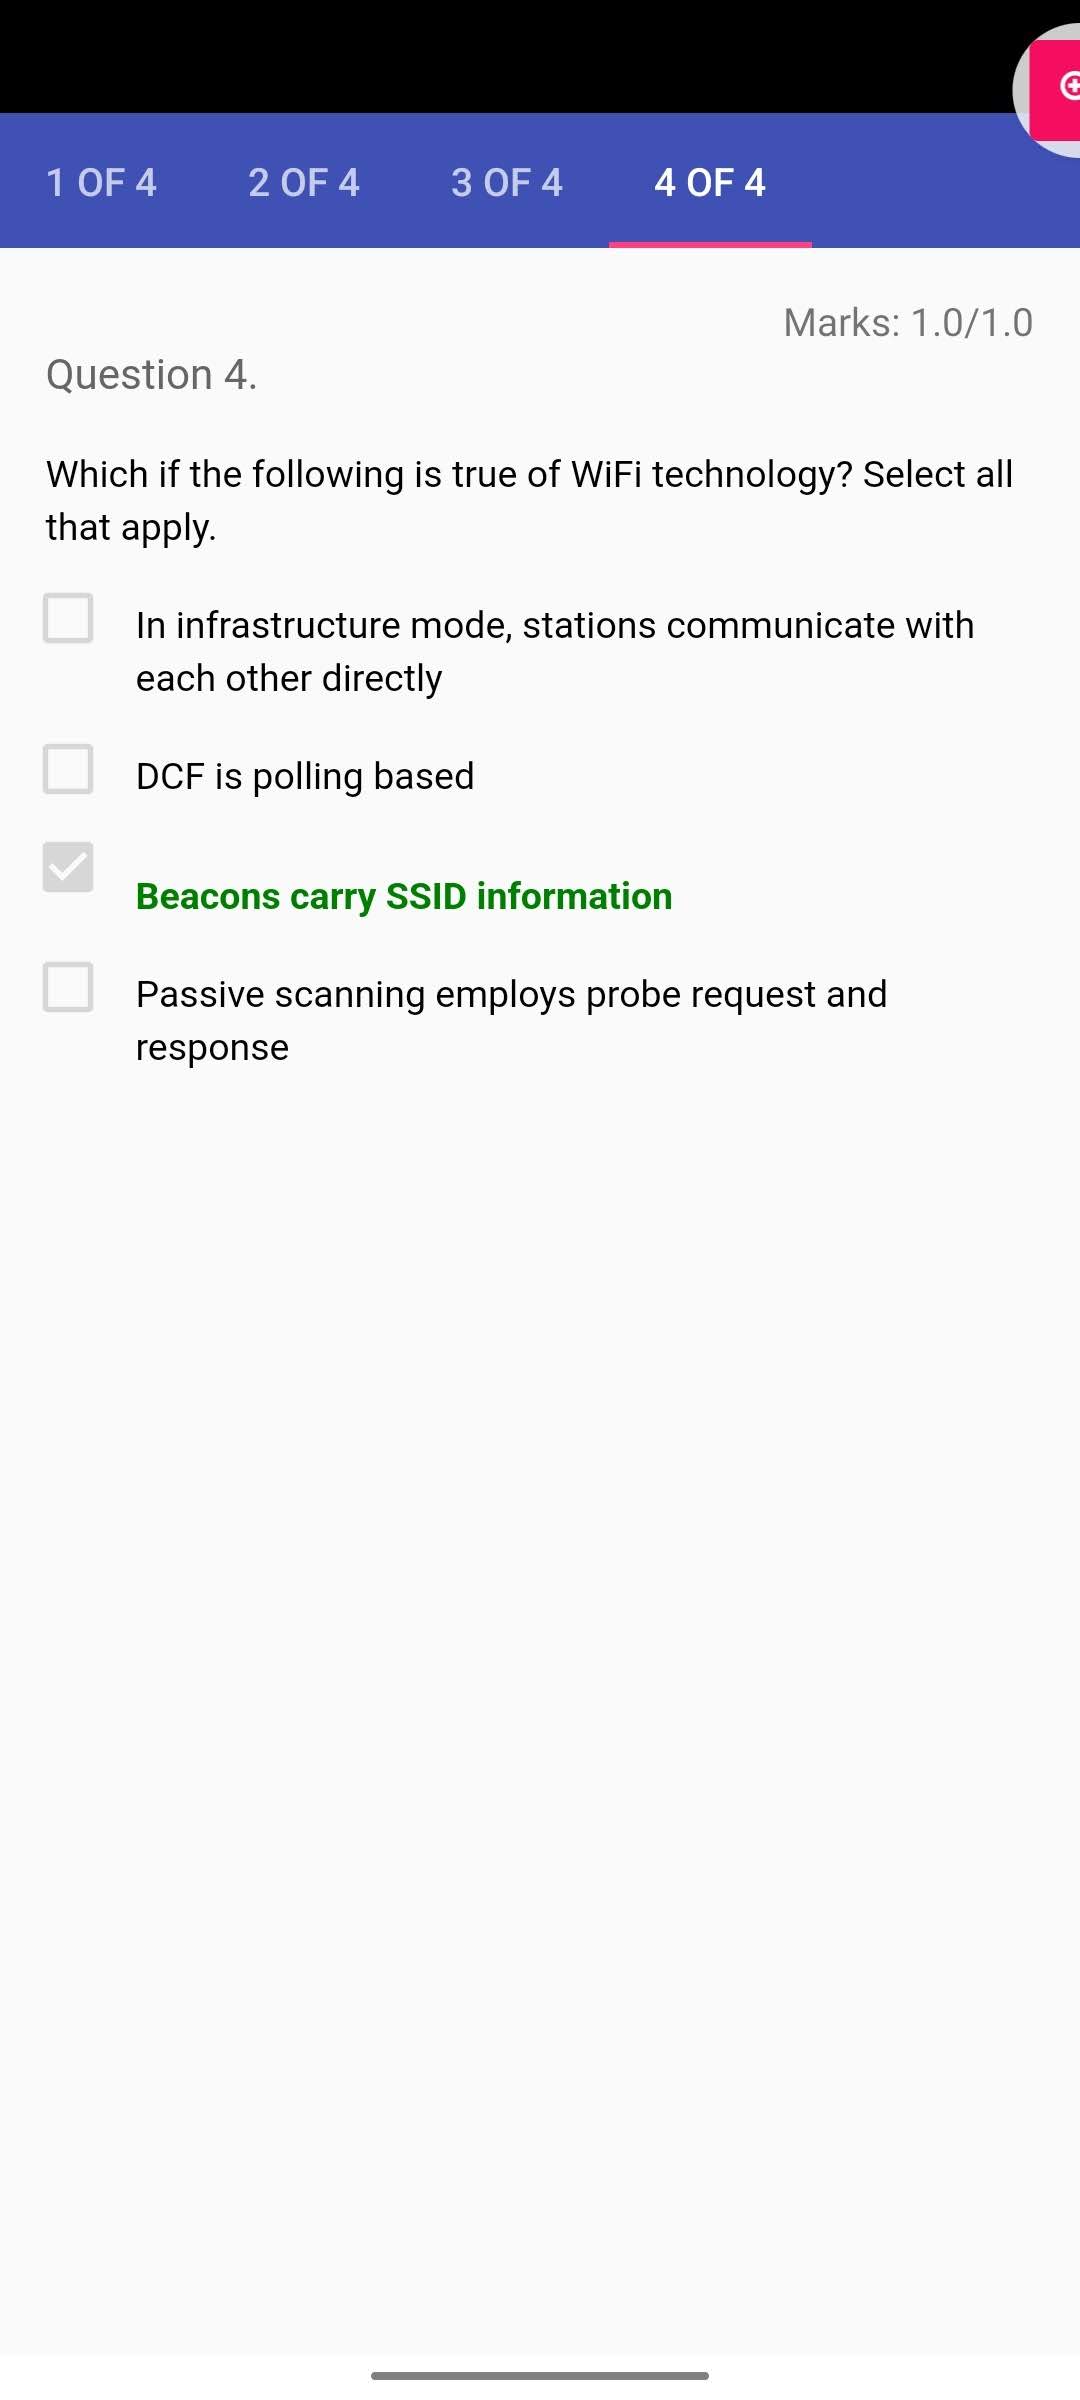 1 OF 4 2 OF 4 3 OF 4 4 OF 4
Marks: 1.0/1.0
Question 4.
Which if the following is true of WiFi technology? Select all
that apply.
In infrastructure mode, stations communicate with
each other directly
DCF is polling based
Beacons carry SSID information
Passive scanning employs probe request and
response